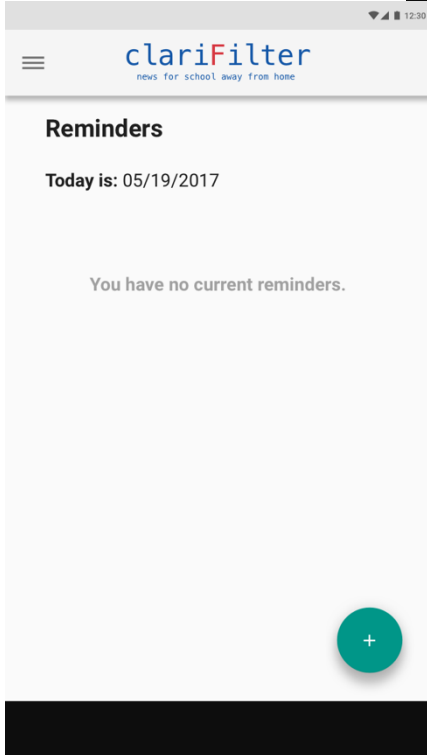 12:30
clariFilter
news for school away from home
Reminders
Today is: 05/19/2017
You have no current reminders.
+